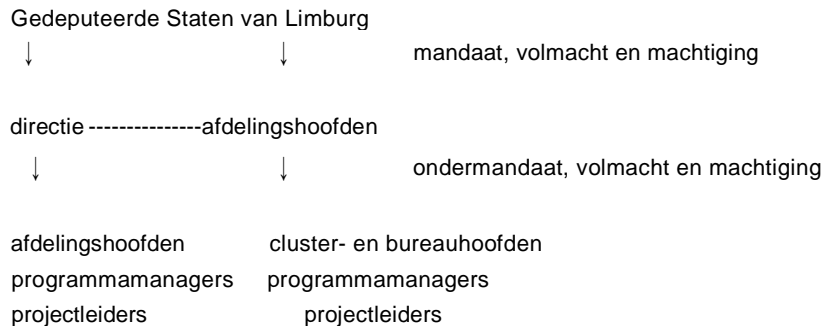 Gedeputeerde Staten van Limburg
↓ ↓ mandaat, volmacht en machtiging
directie ---------------afdelingshoofden
↓ ↓ ondermandaat, volmacht en machtiging
afdelingshoofden cluster- en bureauhoofden
programmamanagers programmamanagers
projectleiders projectleiders